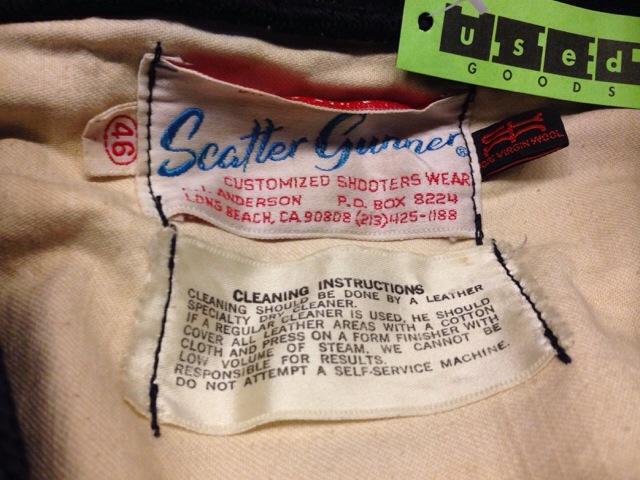 used
GOODS
46
Scatter Gunner®
CUSTOMIZED SHOOTERS WEAR
ANDERSON P.O. BOX 8224
LONG BEACH, CA. 90808 (213) 425-1188
VIRGIN WOOL
CLEANING INSTRUCTIONS
CLEANING SHOULD BE DONE BY A LEATHER
SPECIALTY DRY CLEANER.
IF A REGULAR CLEANER IS USED, HE SHOULD
COVER ALL LEATHER AREAS WITH A COTTON
CLOTH AND PRESS ON A FORM FINISHER WITH
LOW VOLUME OF STEAM. WE CANNOT BE
RESPONSIBLE FOR RESULTS.
DO NOT ATTEMPT A SELF-SERVICE MACHINE.